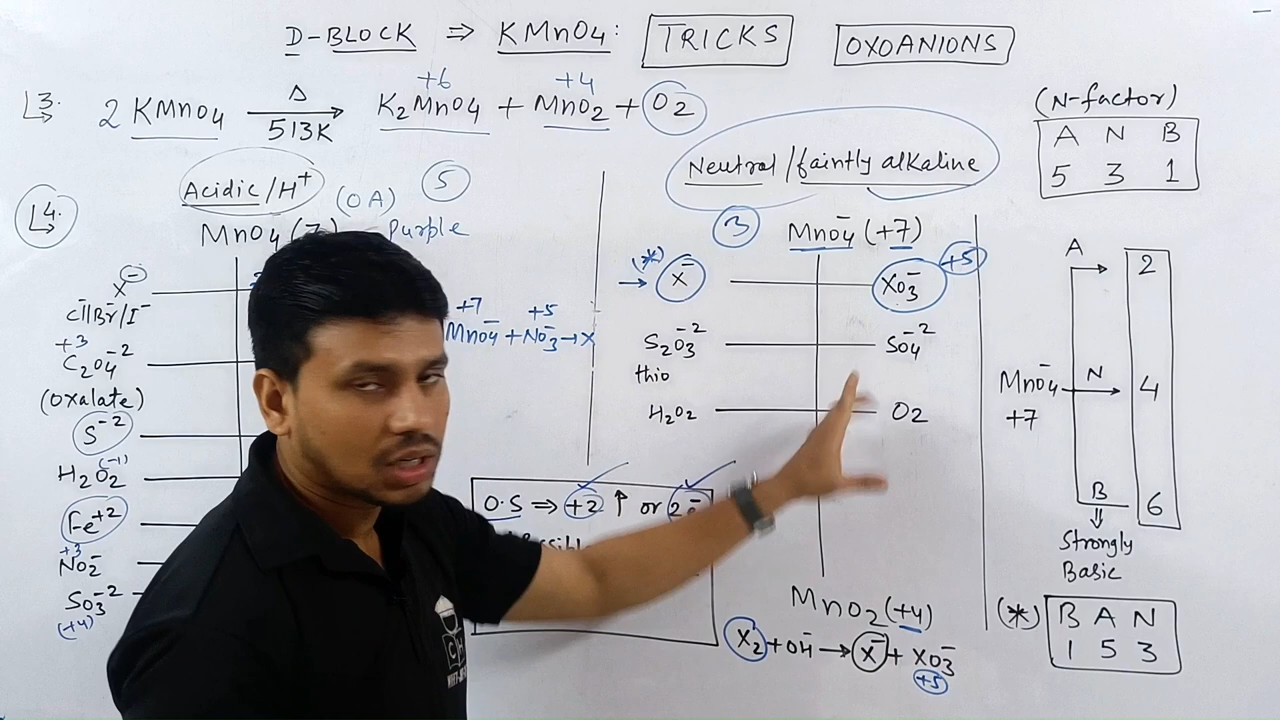 D-BLOCK ⇒ KMnO4: TRICKS OXOANIONS
3. 2 KMnO4 —Δ/513K→ K2MnO4 + MnO2 + O2
+6 +4
(N-factor)
A N B
5 3 1
4. Acidic/H+ (OA) 5
MnO4 (7) Purple
X⊖
Cl⁻/Br⁻/I⁻
+3
C2O4⁻²
(oxalate)
S⁻²
H2O2 (-1)
Fe+2
+3
NO2⁻
SO3⁻²
(+4)
+7 +5
MnO4⁻ + NO3⁻ → X
O.S ⇒ +2 ↑ or 2e⁻
Neutral/faintly alkaline
3 MnO4⁻ (+7)
(*) → X⁻ XO3⁻ +5
S2O3⁻² SO4⁻²
thio
H2O2 O2
MnO2 (+4)
X2 + OH⁻ → X⁻ + XO3⁻
+5
A → 2
MnO4⁻ N → 4
+7
B 6
⇓
Strongly
Basic
(*) B A N
1 5 3